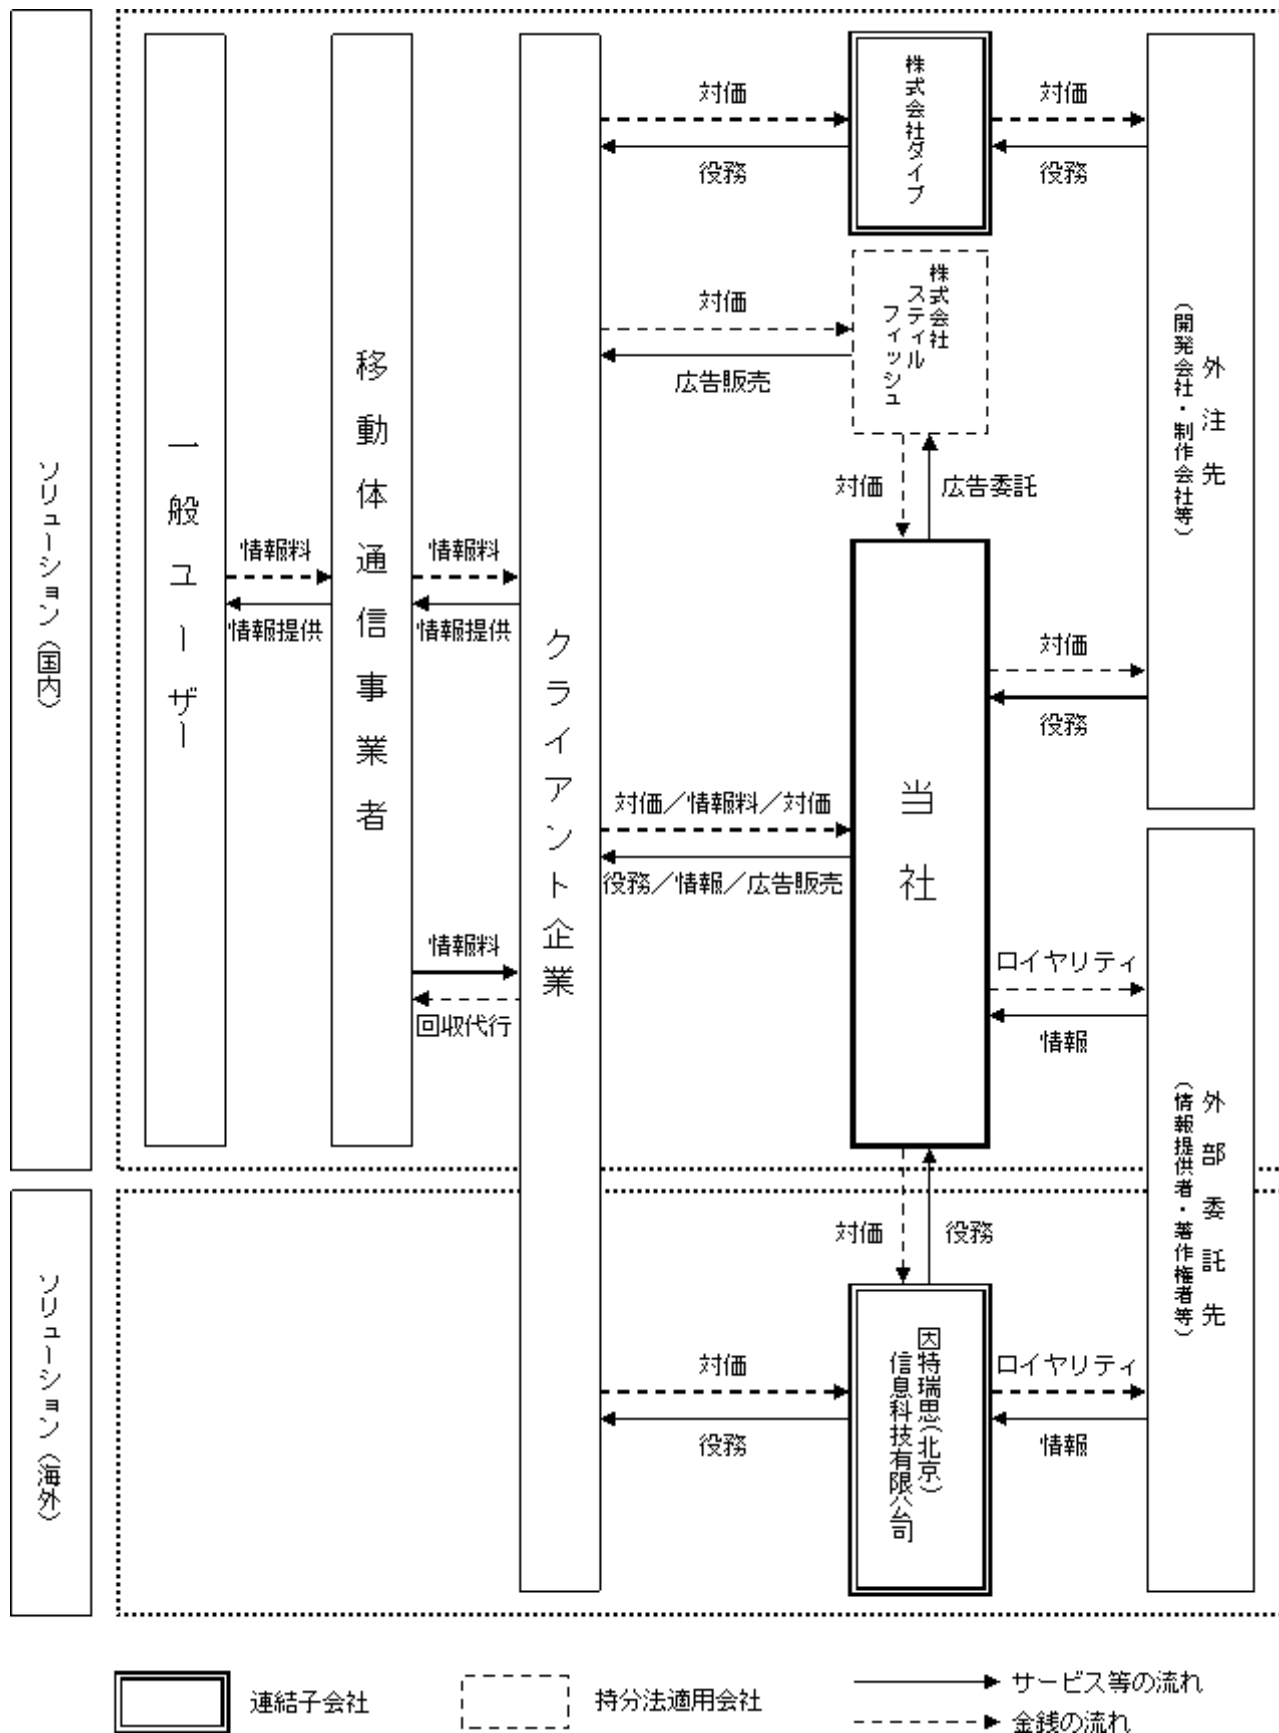 ソリューション（国内）
一般ユーザー
移動体通信事業者
クライアント企業
情報料
情報提供
情報料
情報提供
情報料
回収代行
対価
役務
株式会社ダイブ
対価
役務
対価
広告販売
株式会社
スティル
フィッシュ
対価
広告委託
外注先
（開発会社・制作会社等）
対価
役務
対価／情報料／対価
役務／情報／広告販売
当社
ロイヤリティ
情報
外部委託先
（情報提供者・著作権者等）
対価
役務
ソリューション（海外）
対価
役務
因特瑞思（北京）
信息科技有限公司
ロイヤリティ
情報
連結子会社
持分法適用会社
サービス等の流れ
金銭の流れ